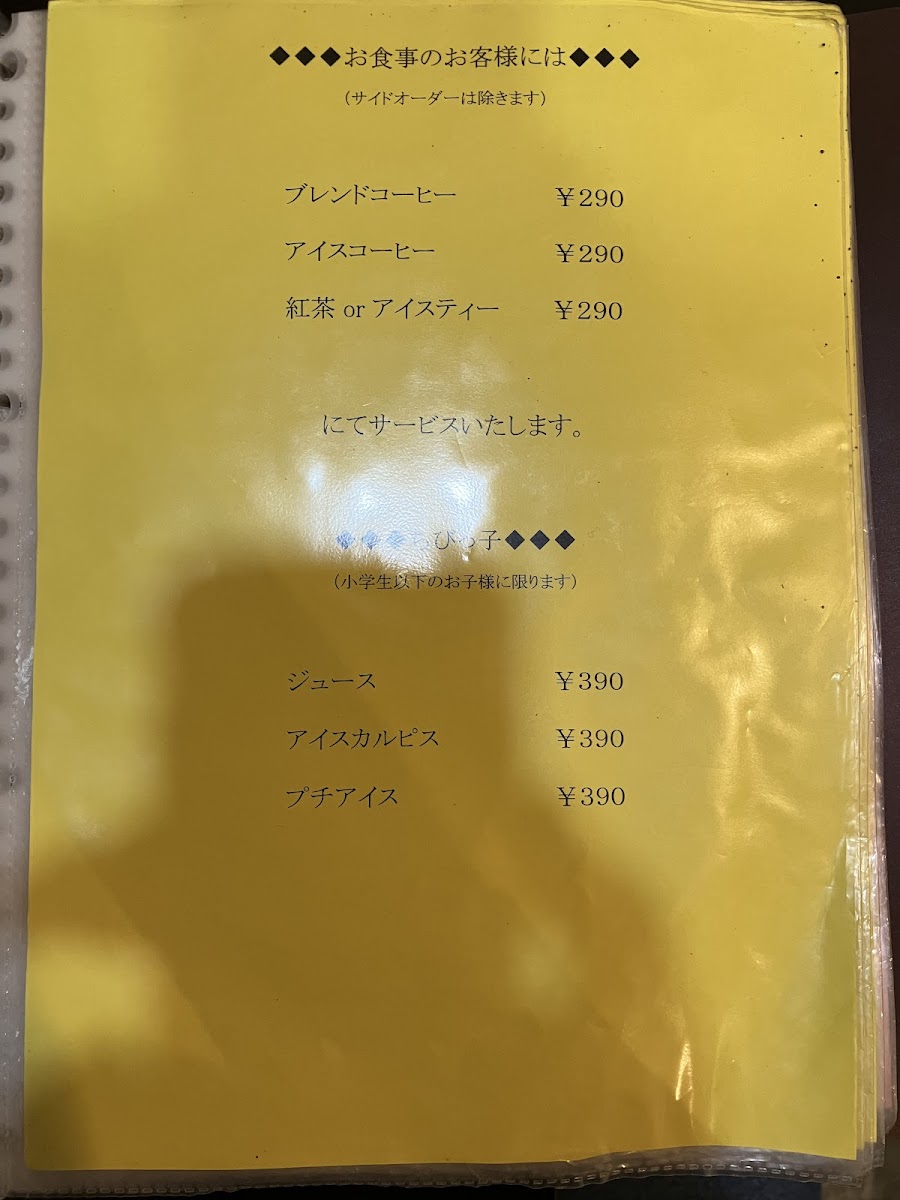 ◆◆◆お食事のお客様には◆◆◆
（サイドオーダーは除きます）
ブレンドコーヒー ￥290
アイスコーヒー ￥290
紅茶 or アイスティー ￥290
にてサービスいたします。
◆◆◆ちびっ子◆◆◆
（小学生以下のお子様に限ります）
ジュース ￥390
アイスカルピス ￥390
プチアイス ￥390